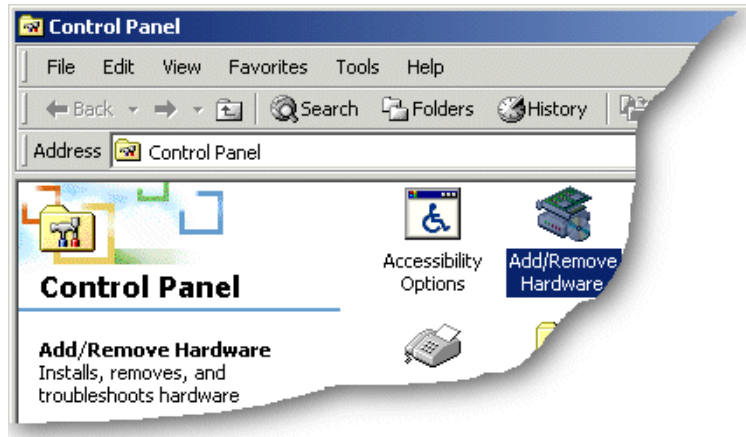 Control Panel
File Edit View Favorites Tools Help
Back Search Folders History
Address Control Panel
Control Panel
Accessibility Options
Add/Remove Hardware
Add/Remove Hardware
Installs, removes, and
troubleshoots hardware